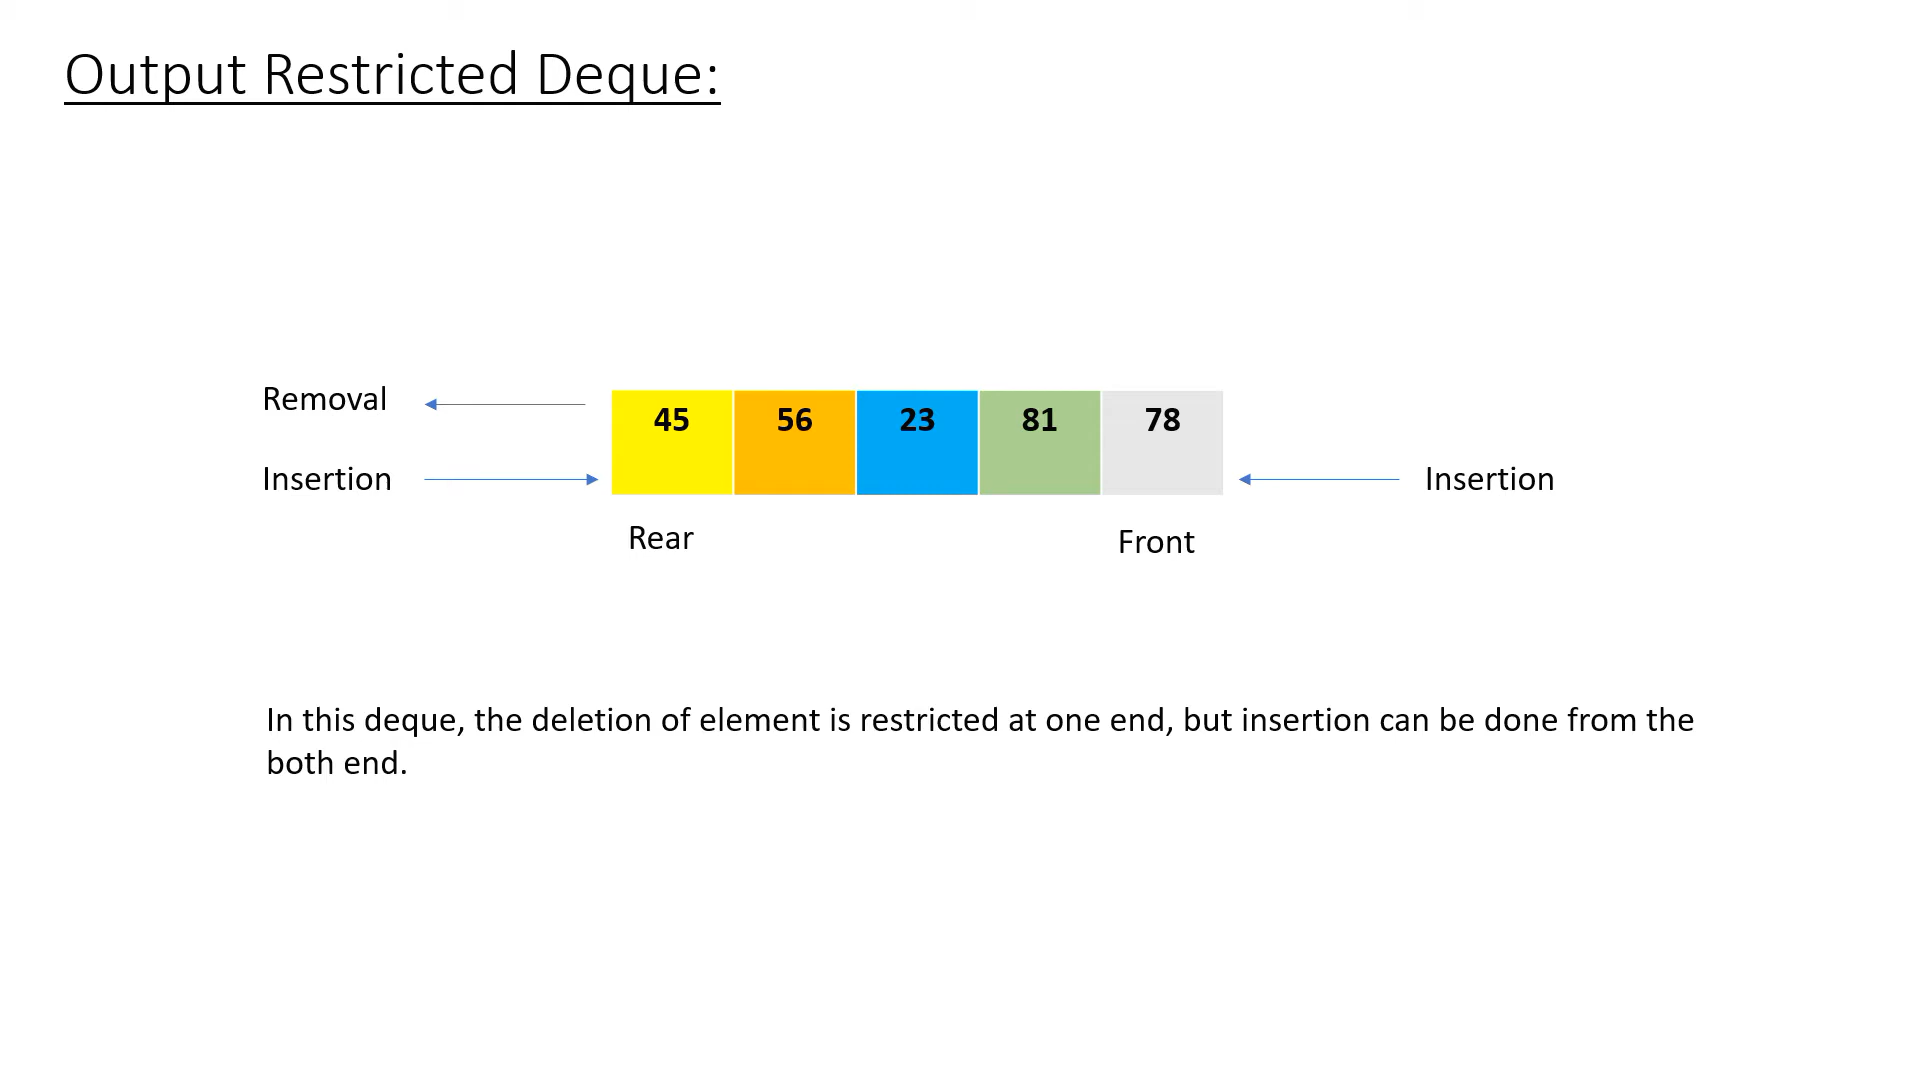 Output Restricted Deque:
Removal
45 56 23 81 78
Insertion
Insertion
Rear
Front
In this deque, the deletion of element is restricted at one end, but insertion can be done from the
both end.